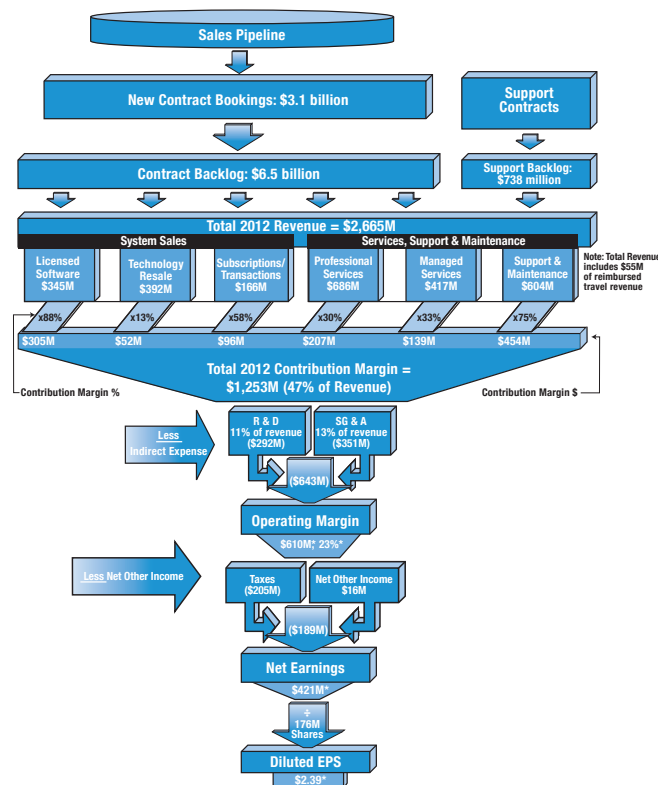 Sales Pipeline
New Contract Bookings: $3.1 billion
Support
Contracts
Contract Backlog: $6.5 billion
Support Backlog:
$738 million
Total 2012 Revenue = $2,665M
System Sales
Services, Support & Maintenance
Licensed
Software
$345M
Technology
Resale
$392M
Subscriptions/
Transactions
$166M
Professional
Services
$686M
Managed
Services
$417M
Support &
Maintenance
$604M
Note: Total Revenue
includes $55M
of reimbursed
travel revenue
x88%
x13%
x58%
x30%
x33%
x75%
$305M
$52M
$96M
$207M
$139M
$454M
Total 2012 Contribution Margin =
$1,253M (47% of Revenue)
Contribution Margin %
Contribution Margin $
Less
Indirect Expense
R & D
11% of revenue
($292M)
SG & A
13% of revenue
($351M)
($643M)
Operating Margin
$610M,* 23%*
Less Net Other Income
Taxes
($205M)
Net Other Income
$16M
($189M)
Net Earnings
$421M*
÷
176M
Shares
Diluted EPS
$2.39*